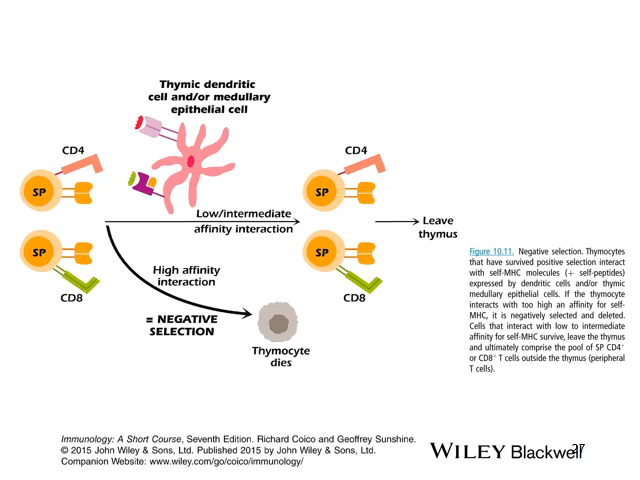 Thymic dendritic
cell and/or medullary
epithelial cell
CD4
SP
SP
CD8
Low/intermediate
affinity interaction
High affinity
interaction
= NEGATIVE
SELECTION
Thymocyte
dies
CD4
SP
SP
CD8
Leave
thymus
Figure 10.11. Negative selection. Thymocytes
that have survived positive selection interact
with self-MHC molecules (+ self-peptides)
expressed by dendritic cells and/or thymic
medullary epithelial cells. If the thymocyte
interacts with too high an affinity for self-
MHC, it is negatively selected and deleted.
Cells that interact with low to intermediate
affinity for self-MHC survive, leave the thymus
and ultimately comprise the pool of SP CD4⁺
or CD8⁺ T cells outside the thymus (peripheral
T cells).
Immunology: A Short Course, Seventh Edition. Richard Coico and Geoffrey Sunshine.
© 2015 John Wiley & Sons, Ltd. Published 2015 by John Wiley & Sons, Ltd.
Companion Website: www.wiley.com/go/coico/immunology/
WILEY Blackwell
27